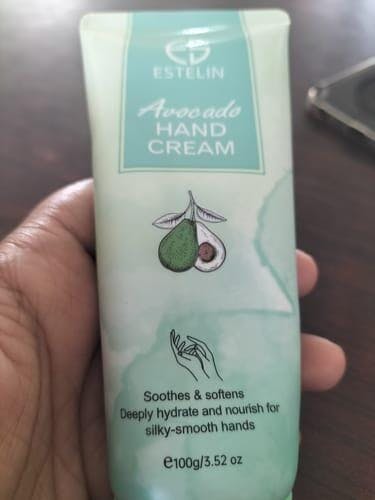 ESTELIN
Avocado
HAND
CREAM
Soothes & softens
Deeply hydrate and nourish for
silky-smooth hands
℮100g/3.52 oz